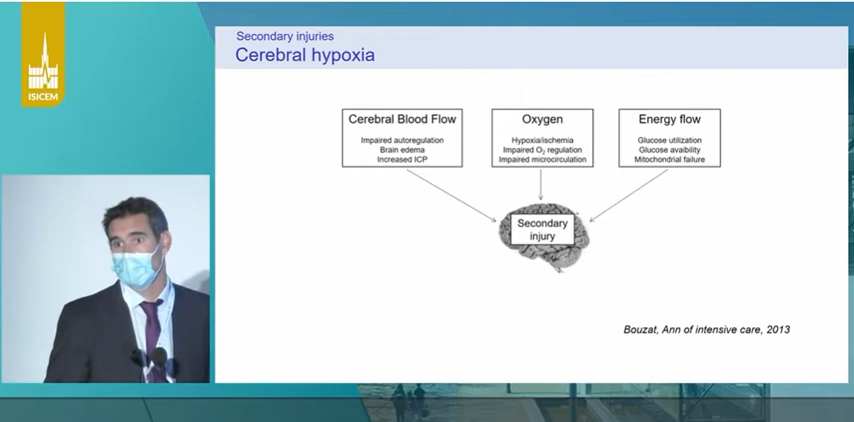 ISICEM
Secondary injuries
Cerebral hypoxia
Cerebral Blood Flow
Impaired autoregulation
Brain edema
Increased ICP
Oxygen
Hypoxia/ischemia
Impaired O₂ regulation
Impaired microcirculation
Energy flow
Glucose utilization
Glucose avaibility
Mitochondrial failure
Secondary
injury
Bouzat, Ann of intensive care, 2013